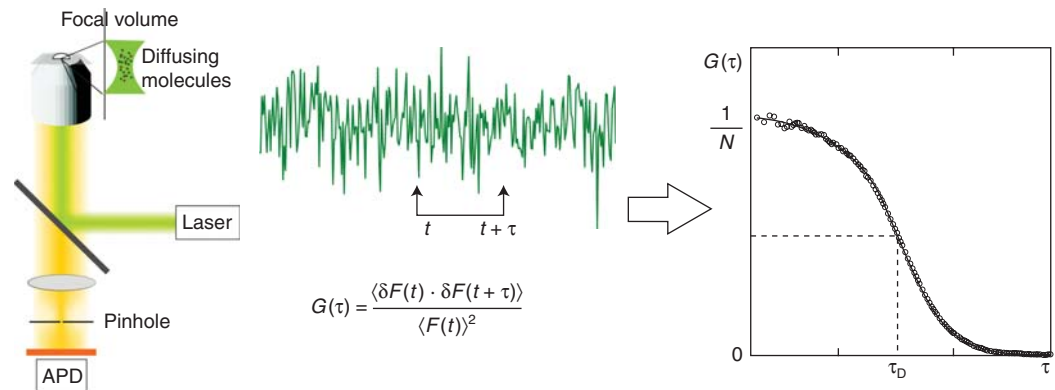 Focal volume
Diffusing
molecules
Laser
Pinhole
APD
t
t + τ
G(τ) = ⟨δF(t) · δF(t + τ)⟩ / ⟨F(t)⟩²
G(τ)
1
N
0
τD
τ